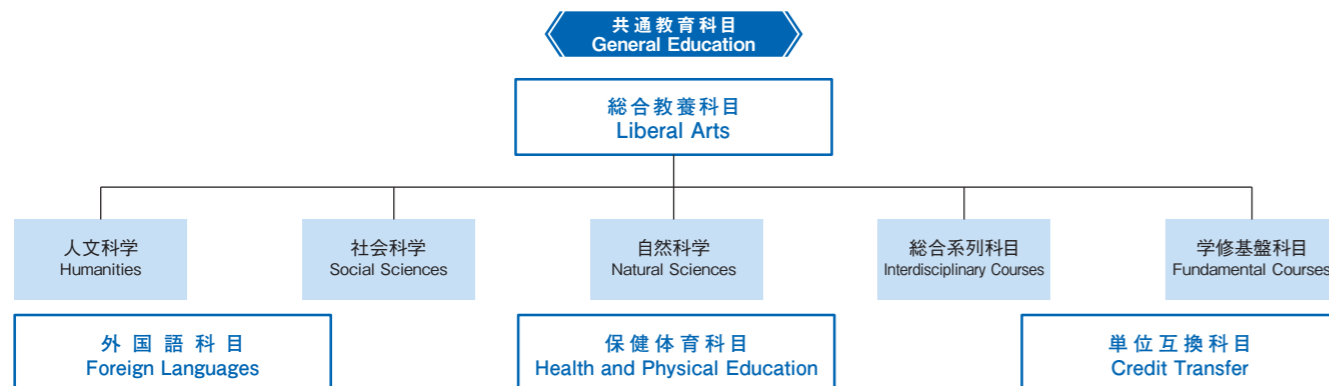 共通教育科目
General Education
総合教養科目
Liberal Arts
人文科学
Humanities
社会科学
Social Sciences
自然科学
Natural Sciences
総合系列科目
Interdisciplinary Courses
学修基盤科目
Fundamental Courses
外国語科目
Foreign Languages
保健体育科目
Health and Physical Education
単位互換科目
Credit Transfer